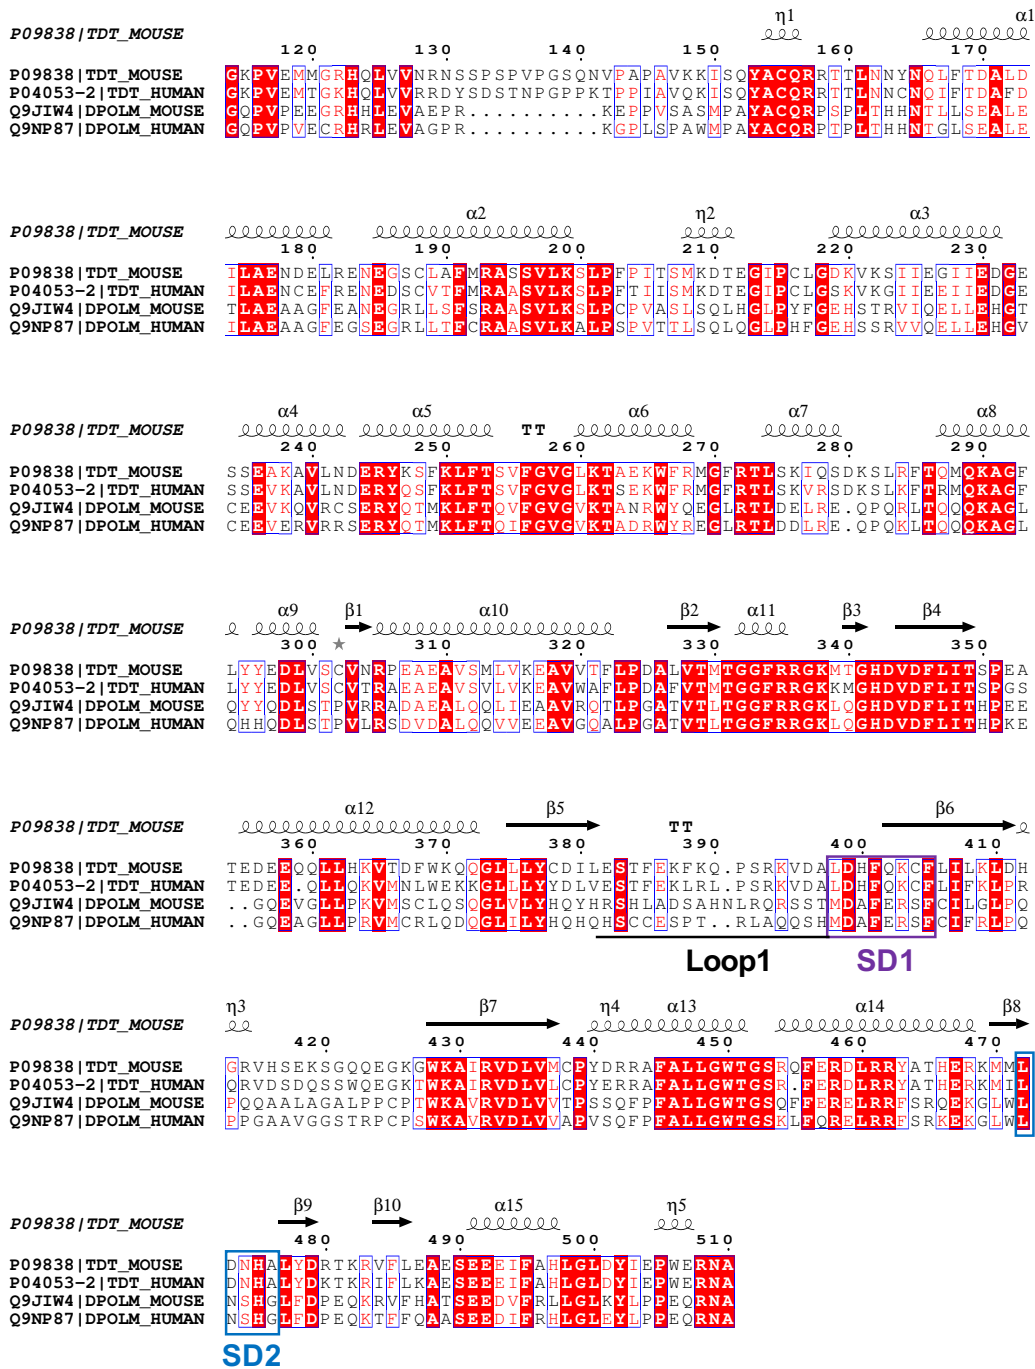 η1 α1
P09838|TDT_MOUSE
120 130 140 150 160 170
P09838|TDT_MOUSE GKPVEMMGRHQLVVNRNSSPSPVPGSQNVPAPAVKKISQYACQRRTTLNNYNQLFTDALD
P04053-2|TDT_HUMAN GKPVEMTGKHQLVVRRDYSDSTNPGPPKTPPIAVQKISQYACQRRTTLNNCNQIFTDAFD
Q9JIW4|DPOLM_MOUSE GQPVPEEGRHRLEVAEPR..........KEPPVSASMPAYACQRPSPLTHHNTLLSEALE
Q9NP87|DPOLM_HUMAN GQPVPVECRHRLEVAGPR..........KGPLSPAWMPAYACQRPTPLTHHNTGLSEALE
α2 η2 α3
P09838|TDT_MOUSE
180 190 200 210 220 230
P09838|TDT_MOUSE ILAENDELRENEGSCLAFMRASSVLKSLPFPITSMKDTEGIPCLGDKVKSIIEGIIEDGE
P04053-2|TDT_HUMAN ILAENCEFRENEDSCVTFMRAASVLKSLPFTIISMKDTEGIPCLGSKVKGIIEEIIEDGE
Q9JIW4|DPOLM_MOUSE TLAEAAGFEANEGRLLSFSRAASVLKSLPCPVASLSQLHGLPYFGEHSTRVIQELLEHGT
Q9NP87|DPOLM_HUMAN ILAEAAGFEGSEGRLLTFCRAASVLKALPSPVTTLSQLQGLPHFGEHSSRVVQELLEHGV
α4 α5 TT α6 α7 α8
P09838|TDT_MOUSE
240 250 260 270 280 290
P09838|TDT_MOUSE SSEAKAVLNDERYKSFKLFTSVFGVGLKTAEKWFRMGFRTLSKIQSDKSLRFTQMQKAGF
P04053-2|TDT_HUMAN SSEVKAVLNDERYQSFKLFTSVFGVGLKTSEKWFRMGFRTLSKVRSDKSLKFTRMQKAGF
Q9JIW4|DPOLM_MOUSE CEEVKQVRCSERYQTMKLFTQVFGVGVKTANRWYQEGLRTLDELRE.QPQRLTQQQKAGL
Q9NP87|DPOLM_HUMAN CEEVERVRRSERYQTMKLFTQIFGVGVKTADRWYREGLRTLDDLRE.QPQKLTQQQKAGL
α9 β1 α10 β2 α11 β3 β4
P09838|TDT_MOUSE
300 310 320 330 340 350
P09838|TDT_MOUSE LYYEDLVSCVNRPEAEAVSMLVKEAVVTFLPDALVTMTGGFRRGKMTGHDVDFLITSPEA
P04053-2|TDT_HUMAN LYYEDLVSCVTRAEAEAVSVLVKEAVWAFLPDAFVTMTGGFRRGKKMGHDVDFLITSPGS
Q9JIW4|DPOLM_MOUSE QYYQDLSTPVRRADAEALQQLIEAAVRQTLPGATVTLTGGFRRGKLQGHDVDFLITHPEE
Q9NP87|DPOLM_HUMAN QHHQDLSTPVLRSDVDALQQVVEEAVGQALPGATVTLTGGFRRGKLQGHDVDFLITHPKE
α12 β5 TT β6
P09838|TDT_MOUSE
360 370 380 390 400 410
P09838|TDT_MOUSE TEDEEQQLLHKVTDFWKQQGLLLYCDILESTFEKFKQ.PSRKVDALDHFQKCFLILKLDH
P04053-2|TDT_HUMAN TEDEE.QLLQKVMNLWEKKGLLLYYDLVESTFEKLRL.PSRKVDALDHFQKCFLIFKLPR
Q9JIW4|DPOLM_MOUSE ..GQEVGLLPKVMSCLQSQGLVLYHQYHRSHLADSAHNLRQRSSTMDAFERSFCILGLPQ
Q9NP87|DPOLM_HUMAN ..GQEAGLLPRVMCRLQDQGLILYHQHQHSCCESPT..RLAQQSHMDAFERSFCIFRLPQ
Loop1 SD1
η3 β7 η4 α13 α14 β8
P09838|TDT_MOUSE
420 430 440 450 460 470
P09838|TDT_MOUSE GRVHSEKSGQQEGKGWKAIRVDLVMCPYDRRAFALLGWTGSRQFERDLRRYATHERKMML
P04053-2|TDT_HUMAN QRVDSDQSSWQEGKTWKAIRVDLVLCPYERRAFALLGWTGSR.FERDLRRYATHERKMIL
Q9JIW4|DPOLM_MOUSE PQQAALAGALPPCPTWKAVRVDLVVTPSSQFPFALLGWTGSQFFERELRRFSRQEKGLWL
Q9NP87|DPOLM_HUMAN PPGAAVGGSTRPCPSWKAVRVDLVVAPVSQFPFALLGWTGSKLFQRELRRFSRKEKGLWL
β9 β10 α15 η5
P09838|TDT_MOUSE
480 490 500 510
P09838|TDT_MOUSE DNHALYDRTKRVFLEAESEEEIFAHLGLDYIEPWERNA
P04053-2|TDT_HUMAN DNHALYDKTKRIFLKAESEEEIFAHLGLDYIEPWERNA
Q9JIW4|DPOLM_MOUSE NSHGLFDPEQKRVFHATSEEDVFRLLGLKYLPPEQRNA
Q9NP87|DPOLM_HUMAN NSHGLFDPEQKTFFQAASEEDIFRHLGLEYLPPEQRNA
SD2